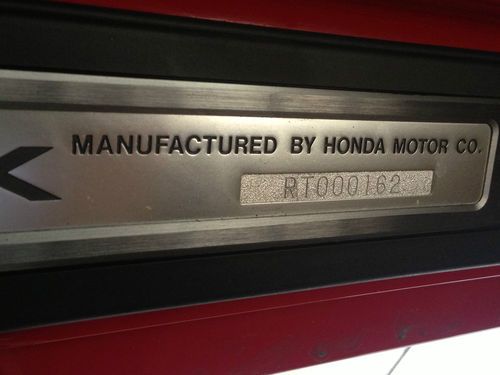 MANUFACTURED BY HONDA MOTOR CO.
RT000162